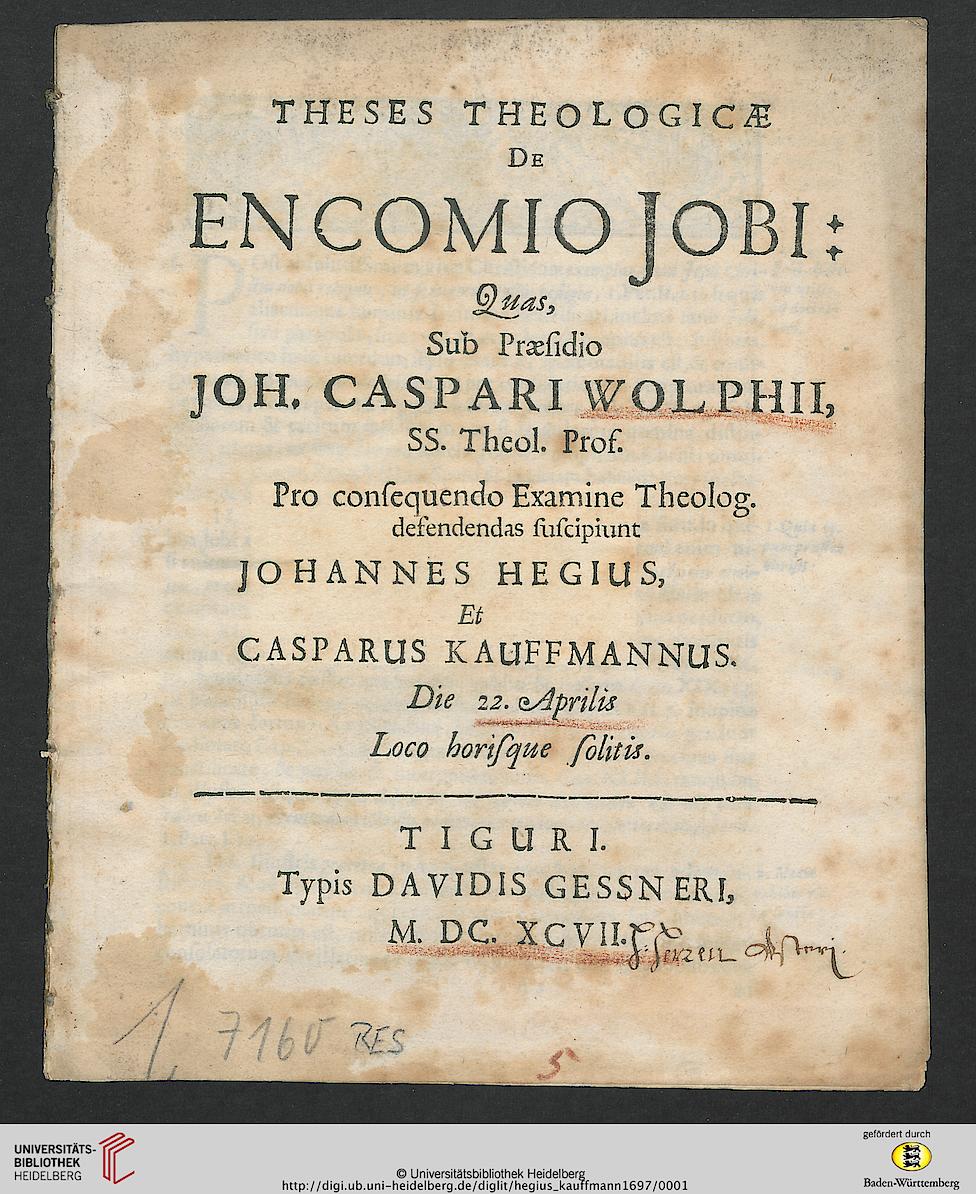 THESES THEOLOGICÆ
DE
ENCOMIO JOBI:
Quas,
Sub Præſidio
JOH. CASPARI WOLPHII,
SS. Theol. Prof.
Pro conſequendo Examine Theolog.
defendendas ſuſcipiunt
JOHANNES HEGIUS,
Et
CASPARUS KAUFFMANNUS.
Die 22. Aprilis
Loco horiſque ſolitis.
TIGURI.
Typis DAVIDIS GESSNERI,
M. DC. XCVII.
7160 RES
5
UNIVERSITÄTS-
BIBLIOTHEK
HEIDELBERG
© Universitätsbibliothek Heidelberg
http://digi.ub.uni-heidelberg.de/diglit/hegius_kauffmann1697/0001
gefördert durch
Baden-Württemberg